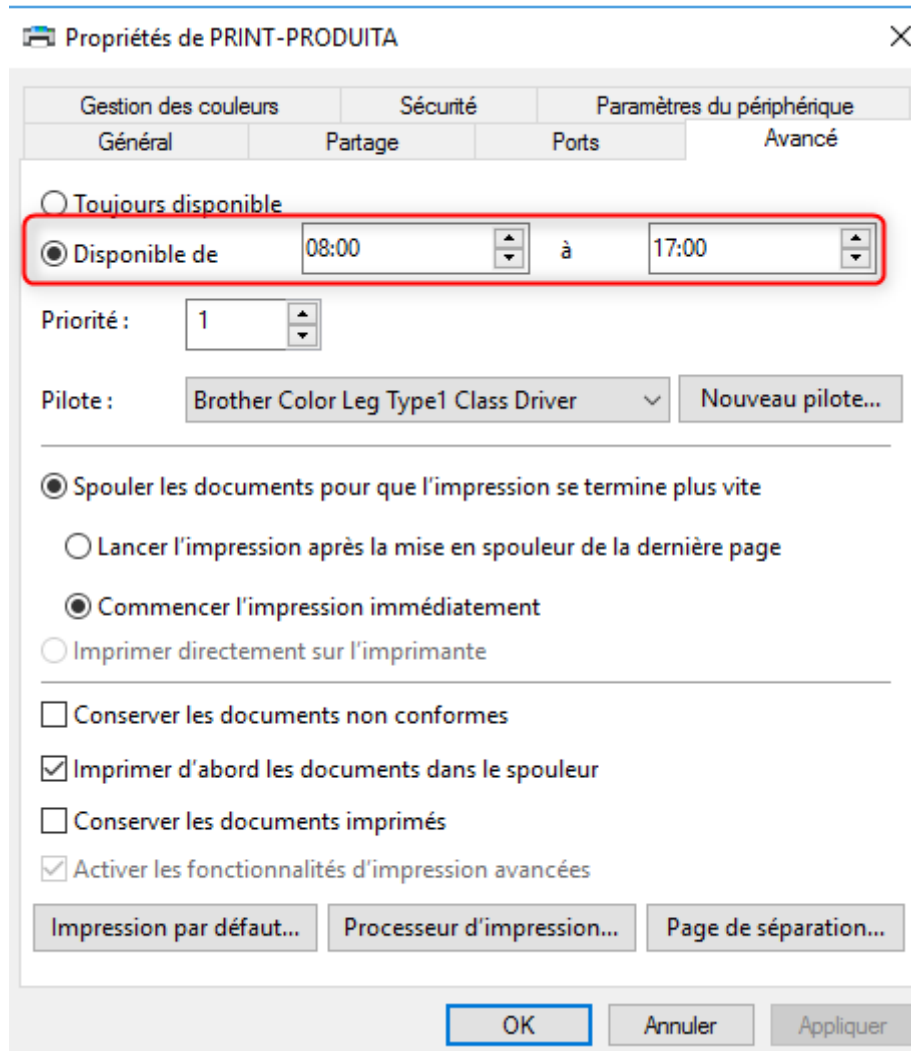 Propriétés de PRINT-PRODUITA
Gestion des couleurs Sécurité Paramètres du périphérique
Général Partage Ports Avancé
Toujours disponible
Disponible de 08:00 à 17:00
Priorité : 1
Pilote : Brother Color Leg Type1 Class Driver Nouveau pilote...
Spouler les documents pour que l'impression se termine plus vite
Lancer l'impression après la mise en spouleur de la dernière page
Commencer l'impression immédiatement
Imprimer directement sur l'imprimante
Conserver les documents non conformes
Imprimer d'abord les documents dans le spouleur
Conserver les documents imprimés
Activer les fonctionnalités d'impression avancées
Impression par défaut... Processeur d'impression... Page de séparation...
OK Annuler Appliquer